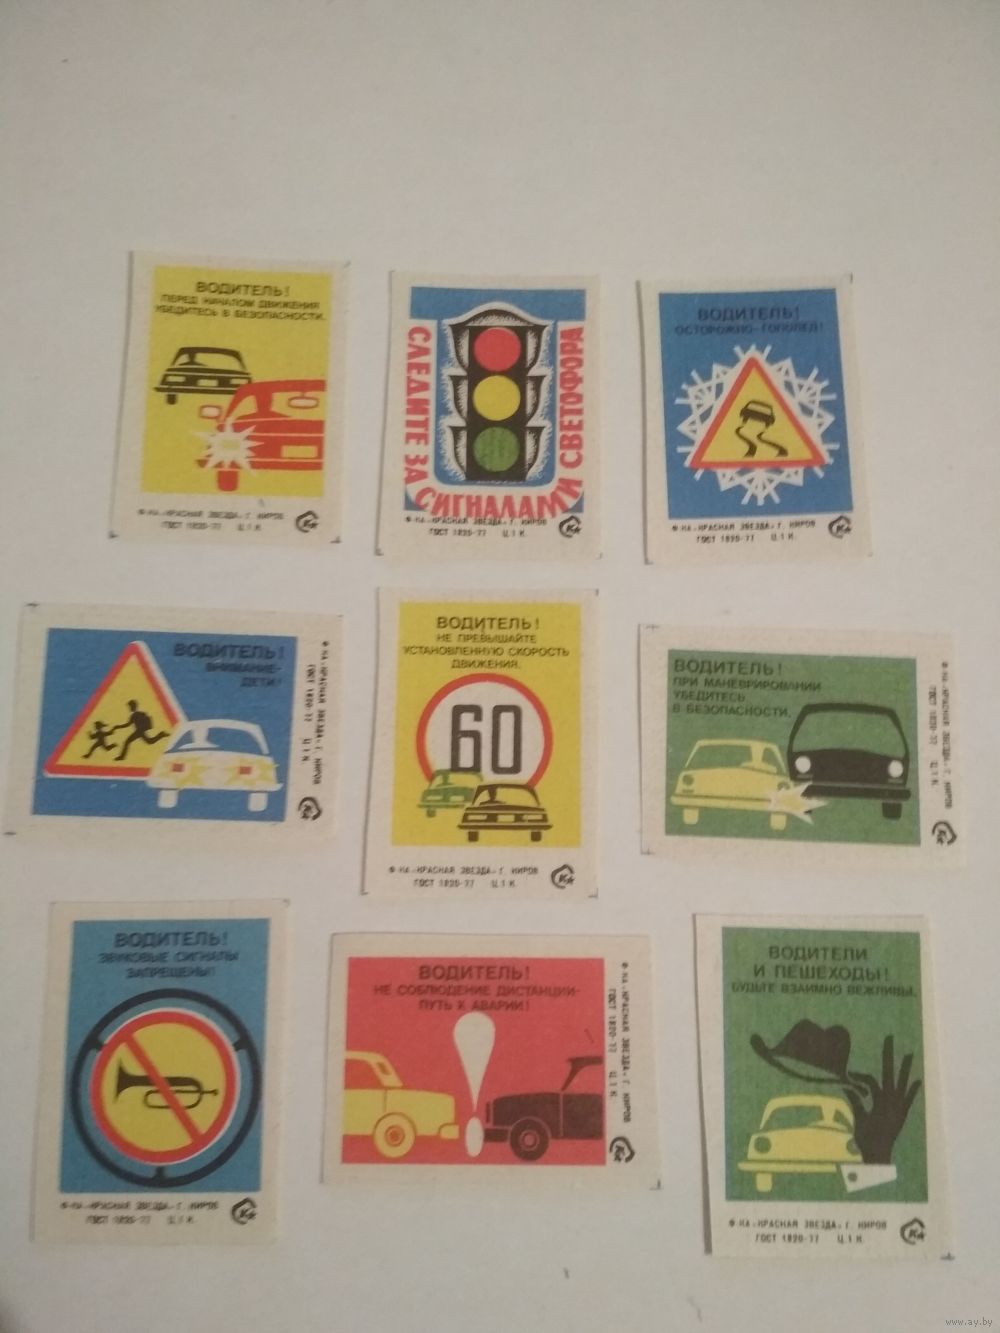 ВОДИТЕЛЬ!
ПЕРЕД НАЧАЛОМ ДВИЖЕНИЯ
УБЕДИТЕСЬ В БЕЗОПАСНОСТИ.
Ф-КА «КРАСНАЯ ЗВЕЗДА» Г. КИРОВ
ГОСТ 1820-77 Ц. 1 К.
СЛЕДИТЕ ЗА
СИГНАЛАМИ
СВЕТОФОРА
Ф-КА «КРАСНАЯ ЗВЕЗДА» Г. КИРОВ
ГОСТ 1820-77 Ц. 1 К.
ВОДИТЕЛЬ!
ОСТОРОЖНО-ГОЛОЛЕД!
Ф-КА «КРАСНАЯ ЗВЕЗДА» Г. КИРОВ
ГОСТ 1820-77 Ц. 1 К.
ВОДИТЕЛЬ!
ВНИМАНИЕ-
ДЕТИ!
Ф-КА «КРАСНАЯ ЗВЕЗДА» Г. КИРОВ
ГОСТ 1820-77 Ц. 1 К.
ВОДИТЕЛЬ!
НЕ ПРЕВЫШАЙТЕ
УСТАНОВЛЕННУЮ СКОРОСТЬ
ДВИЖЕНИЯ.
60
Ф-КА «КРАСНАЯ ЗВЕЗДА» Г. КИРОВ
ГОСТ 1820-77 Ц. 1 К.
ВОДИТЕЛЬ!
ПРИ МАНЕВРИРОВАНИИ
УБЕДИТЕСЬ
В БЕЗОПАСНОСТИ.
Ф-КА «КРАСНАЯ ЗВЕЗДА» Г. КИРОВ
ГОСТ 1820-77 Ц. 1 К.
ВОДИТЕЛЬ!
ЗВУКОВЫЕ СИГНАЛЫ
ЗАПРЕЩЕНЫ!
Ф-КА «КРАСНАЯ ЗВЕЗДА» Г. КИРОВ
ГОСТ 1820-77 Ц. 1 К.
ВОДИТЕЛЬ!
НЕ СОБЛЮДЕНИЕ ДИСТАНЦИИ-
ПУТЬ К АВАРИИ!
Ф-КА «КРАСНАЯ ЗВЕЗДА» Г. КИРОВ
ГОСТ 1820-77 Ц. 1 К.
ВОДИТЕЛИ
И ПЕШЕХОДЫ!
БУДЬТЕ ВЗАИМНО ВЕЖЛИВЫ.
Ф-КА «КРАСНАЯ ЗВЕЗДА» Г. КИРОВ
ГОСТ 1820-77 Ц. 1 К.
www.ay.by